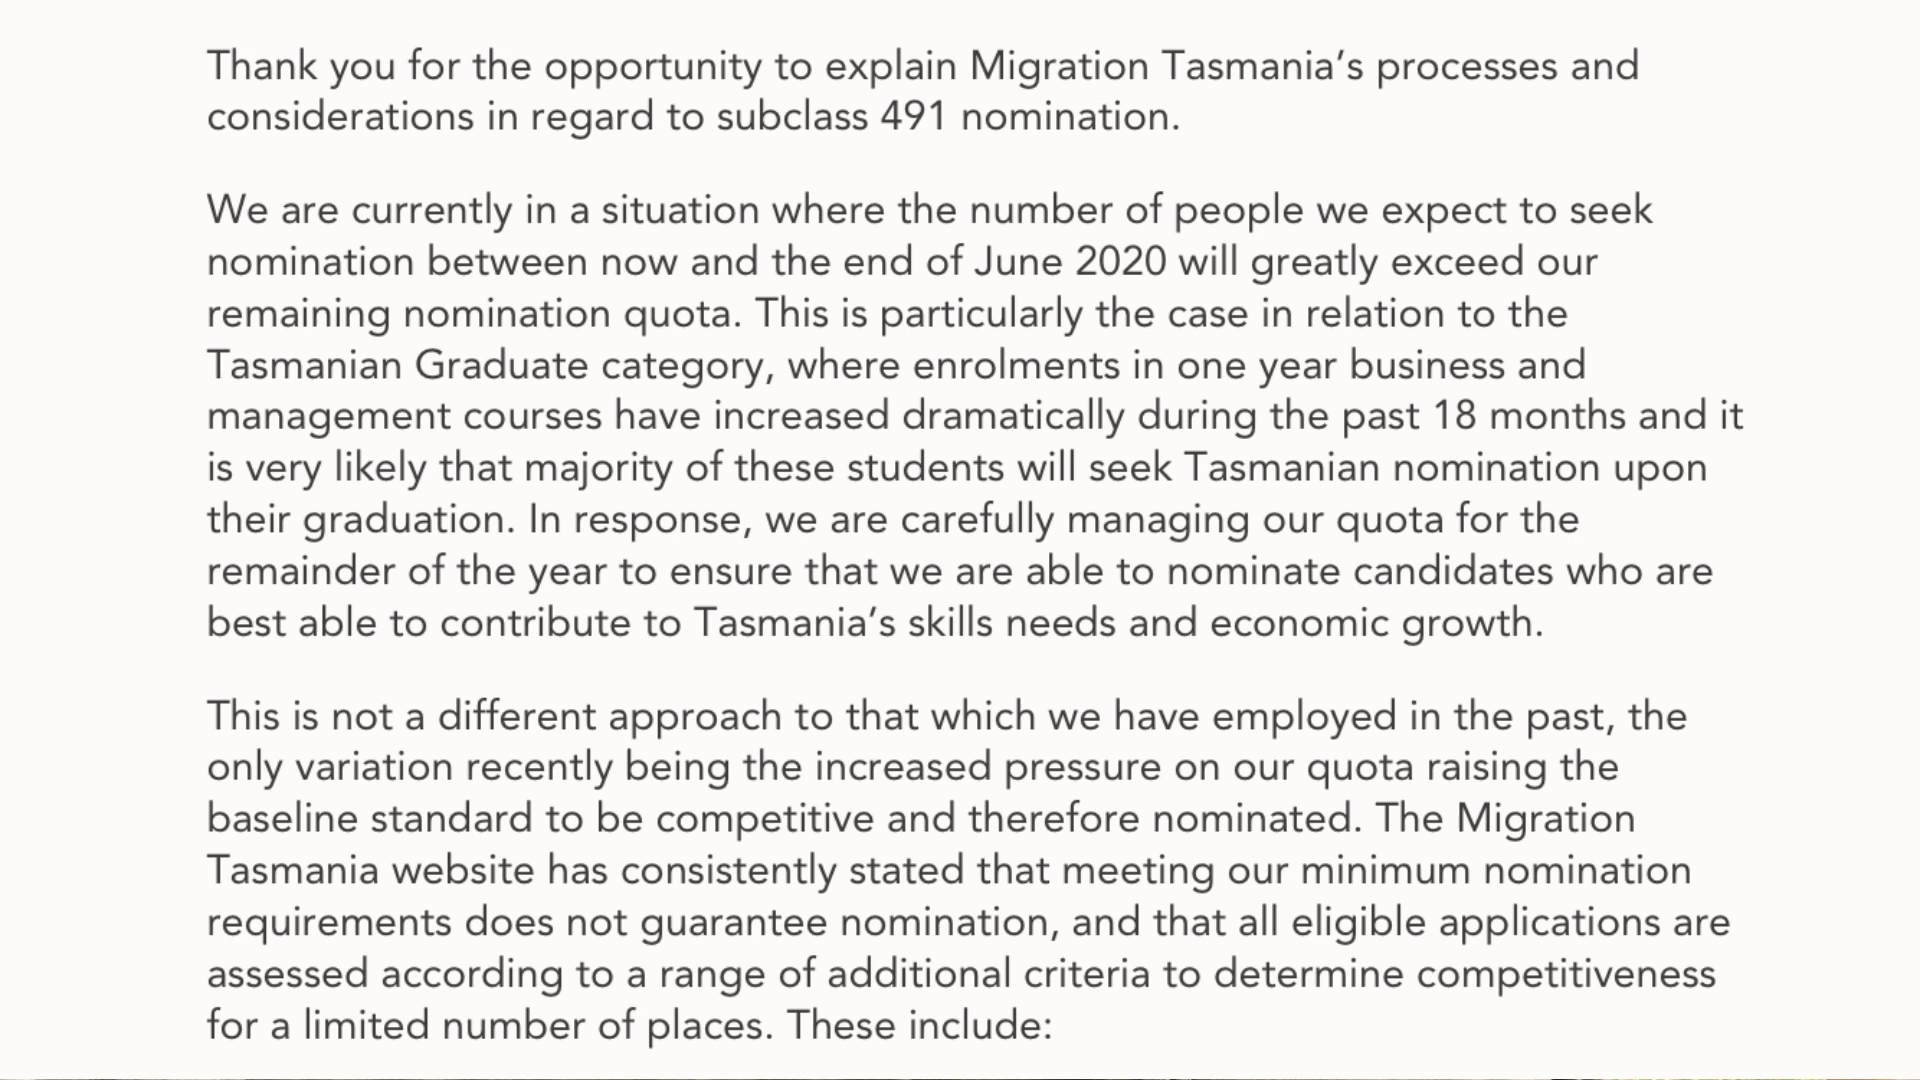 Thank you for the opportunity to explain Migration Tasmania's processes and
considerations in regard to subclass 491 nomination.
We are currently in a situation where the number of people we expect to seek
nomination between now and the end of June 2020 will greatly exceed our
remaining nomination quota. This is particularly the case in relation to the
Tasmanian Graduate category, where enrolments in one year business and
management courses have increased dramatically during the past 18 months and it
is very likely that majority of these students will seek Tasmanian nomination upon
their graduation. In response, we are carefully managing our quota for the
remainder of the year to ensure that we are able to nominate candidates who are
best able to contribute to Tasmania's skills needs and economic growth.
This is not a different approach to that which we have employed in the past, the
only variation recently being the increased pressure on our quota raising the
baseline standard to be competitive and therefore nominated. The Migration
Tasmania website has consistently stated that meeting our minimum nomination
requirements does not guarantee nomination, and that all eligible applications are
assessed according to a range of additional criteria to determine competitiveness
for a limited number of places. These include: